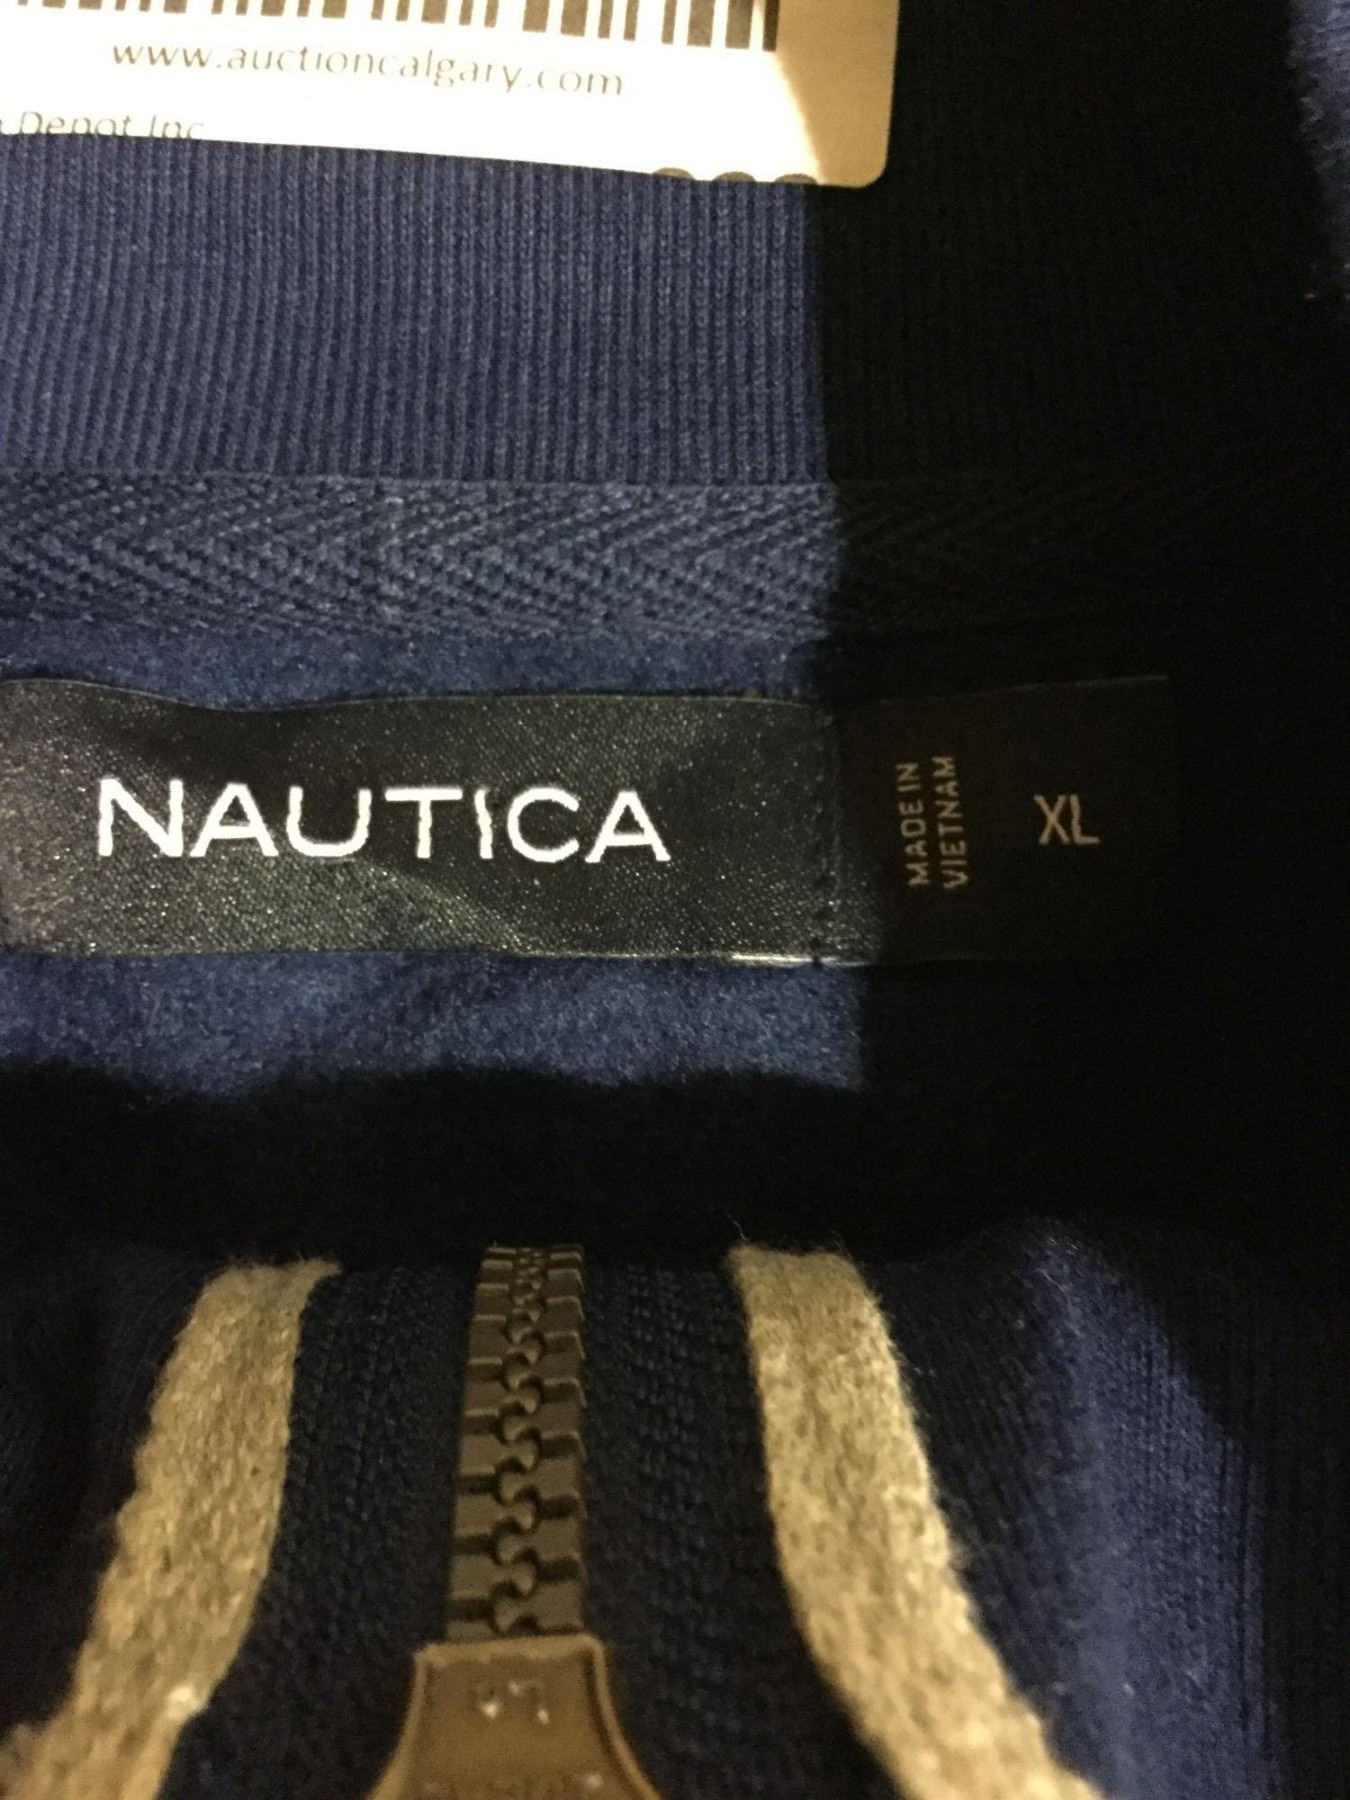 www.auctioncalgary.com
Depot Inc
NAUTICA
MADE IN
VIETNAM
XL